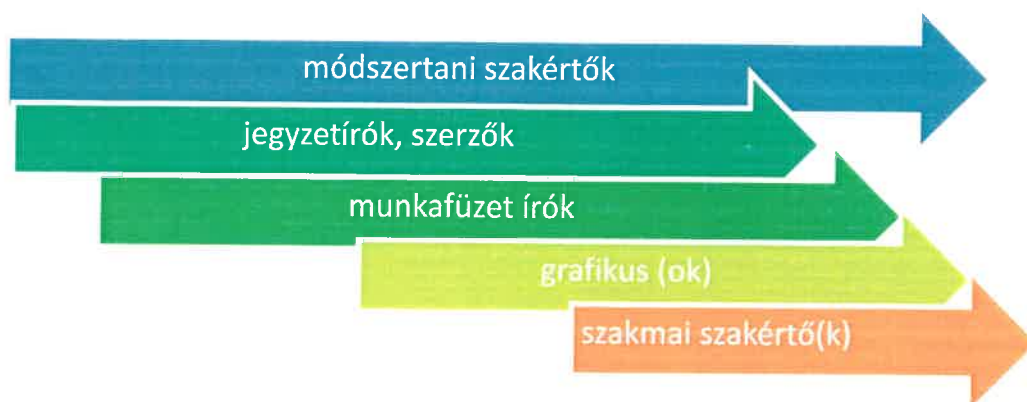 módszertani szakértők
jegyzetírók, szerzők
munkafüzet írók
grafikus (ok)
szakmai szakértő(k)